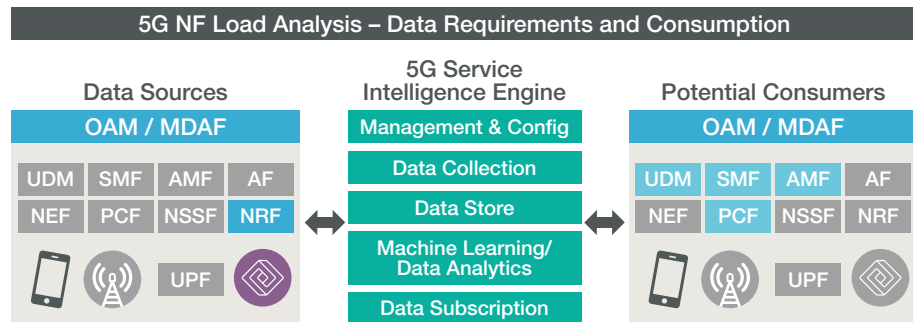 5G NF Load Analysis – Data Requirements and Consumption
Data Sources
OAM / MDAF
UDM SMF AMF AF
NEF PCF NSSF NRF
UPF
5G Service
Intelligence Engine
Management & Config
Data Collection
Data Store
Machine Learning/
Data Analytics
Data Subscription
Potential Consumers
OAM / MDAF
UDM SMF AMF AF
NEF PCF NSSF NRF
UPF